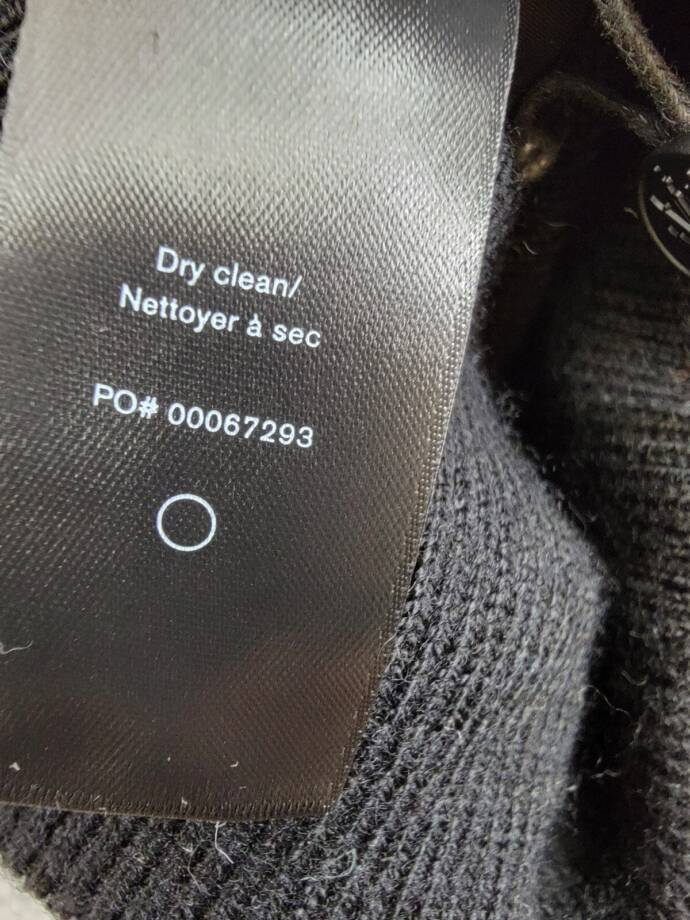 Dry clean/
Nettoyer à sec
PO# 00067293